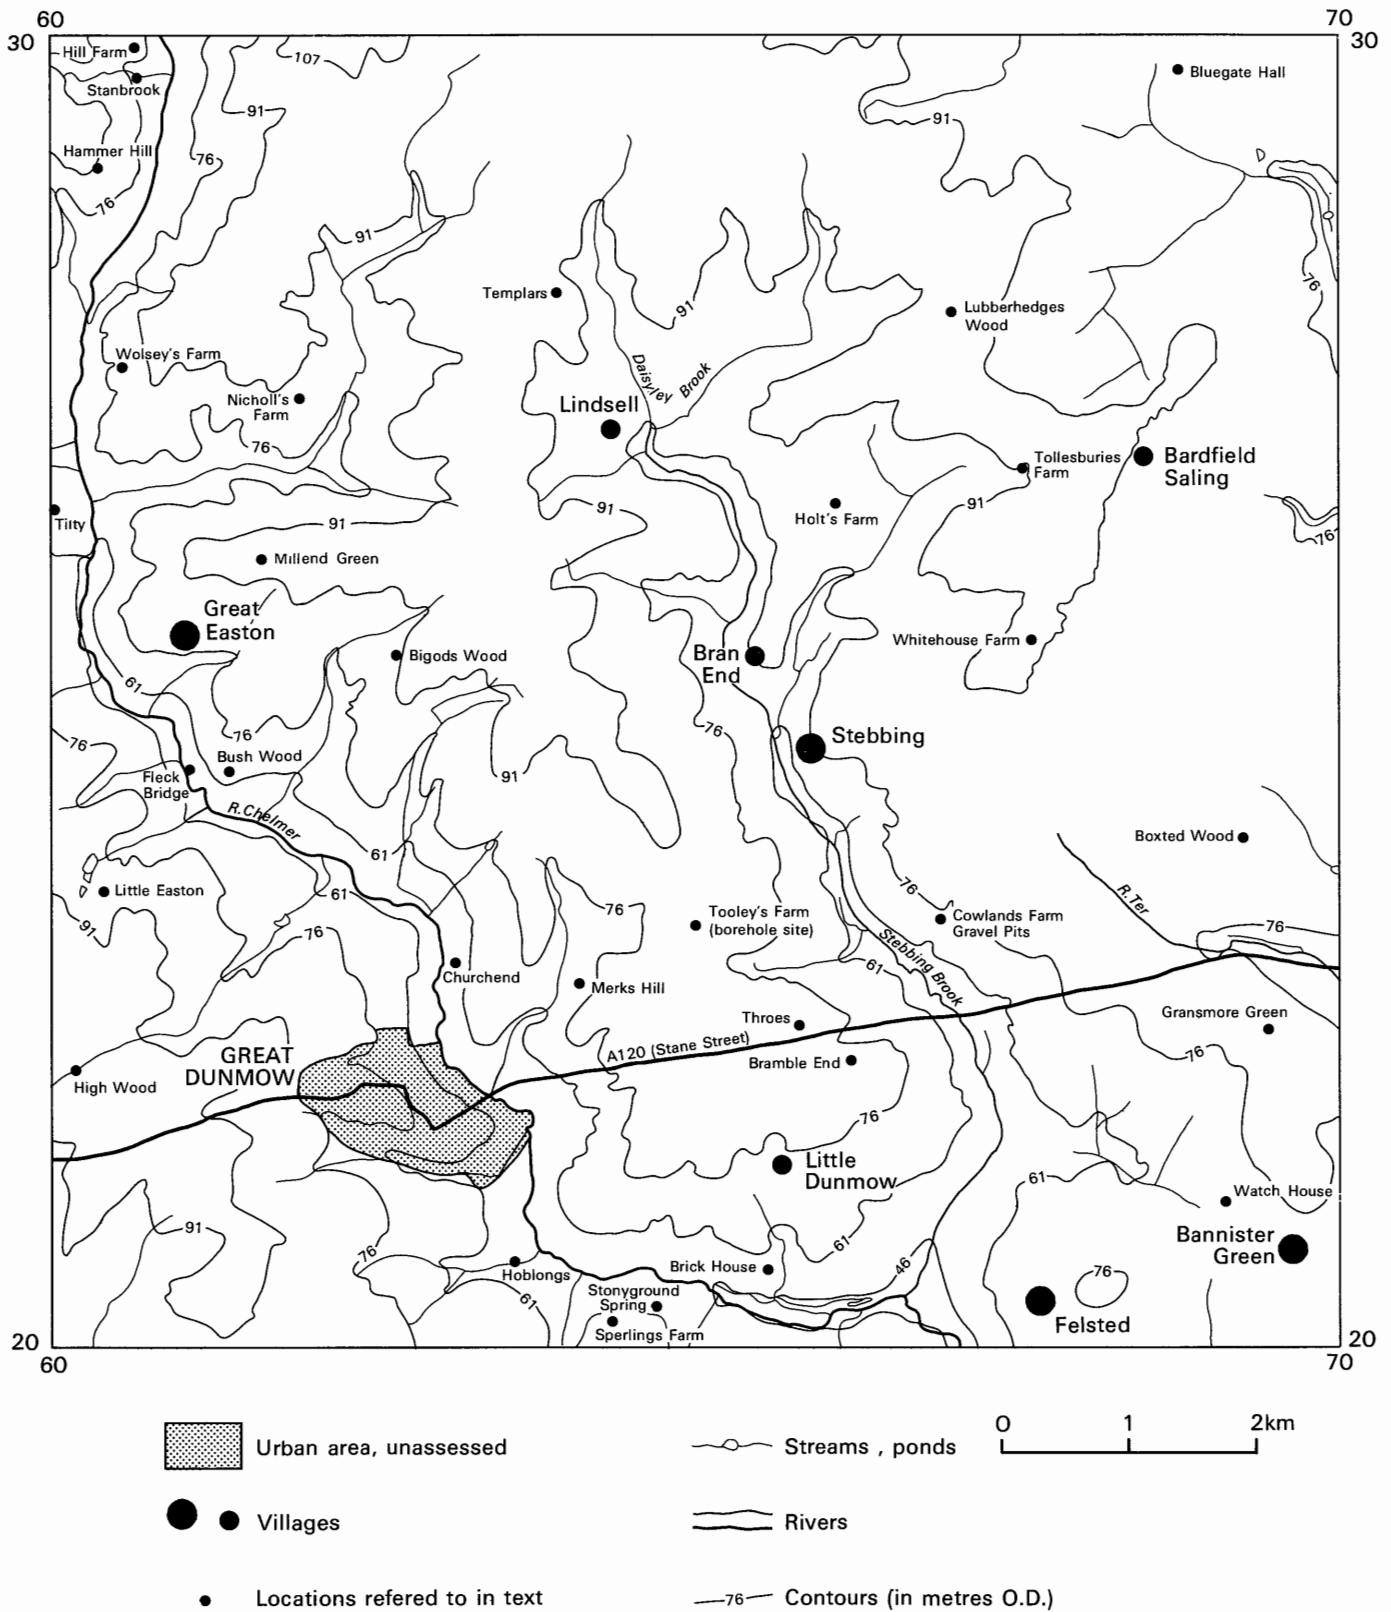 60
70
30
30
Hill Farm
107
Bluegate Hall
Stanbrook
91
91
Hammer Hill
76
76
91
76
Templars
91
Lubberhedges
Wood
Wolsey's Farm
Daisyley Brook
Nicholl's
Farm
Lindsell
76
Tollesburies
Farm
Bardfield
Saling
91
91
Holt's Farm
Tilty
91
76
Millend Green
Great
Easton
Whitehouse Farm
Bigods Wood
Bran
End
61
76
76
76
Stebbing
Bush Wood
Fleck
Bridge
91
R.Chelmer
Boxted Wood
61
61
Little Easton
76
R.Ter
91
76
Tooley's Farm
(borehole site)
Cowlands Farm
Gravel Pits
76
76
Stebbing Brook
61
Churchend
Merks Hill
Throes
Gransmore Green
A120 (Stane Street)
GREAT
DUNMOW
Bramble End
76
High Wood
76
Little
Dunmow
61
Watch House
91
76
61
Bannister
Green
Hoblongs
Brick House
46
76
61
Stonyground
Spring
Sperlings Farm
Felsted
20
20
60
70
0 1 2km
Urban area, unassessed
Streams , ponds
Villages
Rivers
Locations refered to in text
76
Contours (in metres O.D.)